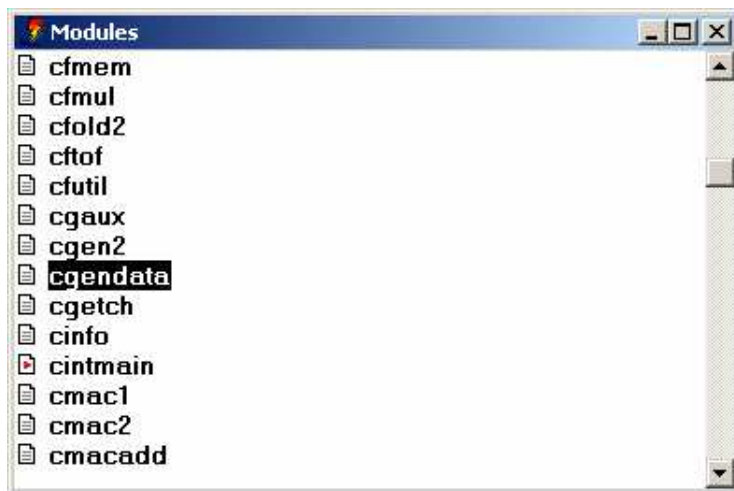 Modules
cfmem
cfmul
cfold2
cftof
cfutil
cgaux
cgen2
cgendata
cgetch
cinfo
cintmain
cmac1
cmac2
cmacadd